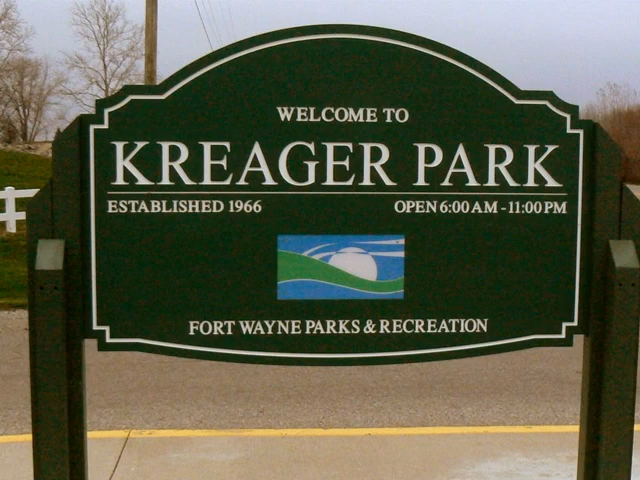 WELCOME TO
KREAGER PARK
ESTABLISHED 1966 OPEN 6:00 AM - 11:00 PM
FORT WAYNE PARKS & RECREATION